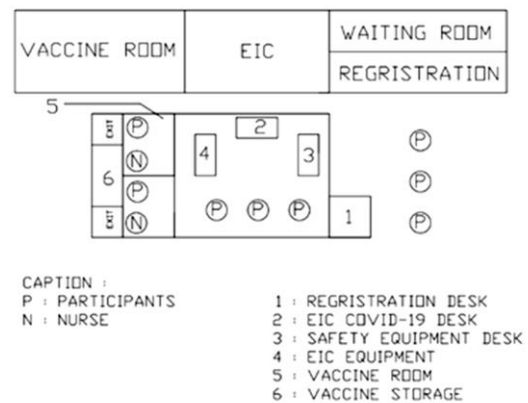 VACCINE ROOM
EIC
WAITING ROOM
REGRISTRATION
5
EXIT
P
2
N
4
3
P
6
P
P
P
P
P
P
N
EXIT
1
P
CAPTION :
P : PARTICIPANTS
N : NURSE
1 : REGRISTRATION DESK
2 : EIC COVID-19 DESK
3 : SAFETY EQUIPMENT DESK
4 : EIC EQUIPMENT
5 : VACCINE ROOM
6 : VACCINE STORAGE